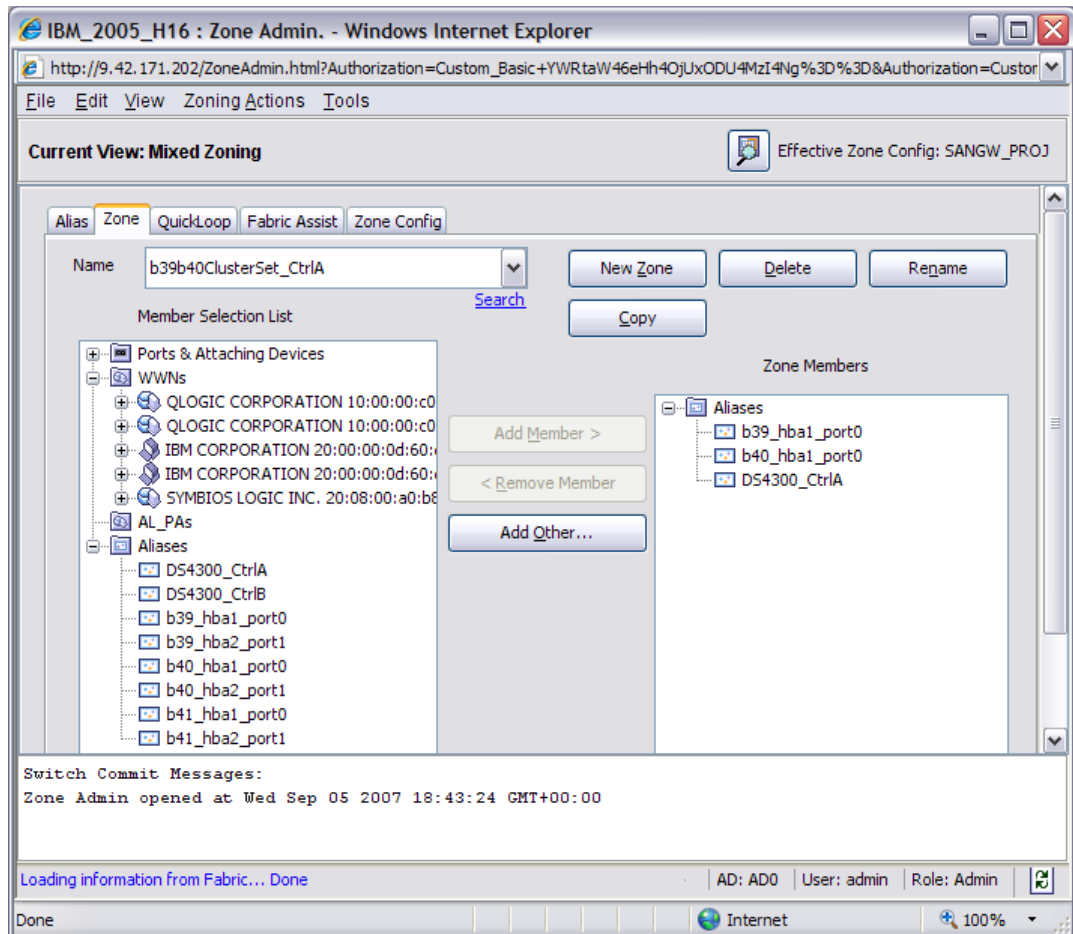 IBM_2005_H16 : Zone Admin. - Windows Internet Explorer
http://9.42.171.202/ZoneAdmin.html?Authorization=Custom_Basic+YWRtaW46eHh4OjUxODU4MzI4Ng%3D%3D&Authorization=Custor
File Edit View Zoning Actions Tools
Current View: Mixed Zoning
Effective Zone Config: SANGW_PROJ
Alias Zone QuickLoop Fabric Assist Zone Config
Name b39b40ClusterSet_CtrlA New Zone Delete Rename
Search
Copy
Member Selection List
Zone Members
Ports & Attaching Devices
WWNs
QLOGIC CORPORATION 10:00:00:c0
QLOGIC CORPORATION 10:00:00:c0
IBM CORPORATION 20:00:00:0d:60:
IBM CORPORATION 20:00:00:0d:60:
SYMBIOS LOGIC INC. 20:08:00:a0:b8
AL_PAs
Aliases
DS4300_CtrlA
DS4300_CtrlB
b39_hba1_port0
b39_hba2_port1
b40_hba1_port0
b40_hba2_port1
b41_hba1_port0
b41_hba2_port1
Add Member >
< Remove Member
Add Other...
Aliases
b39_hba1_port0
b40_hba1_port0
DS4300_CtrlA
Switch Commit Messages:
Zone Admin opened at Wed Sep 05 2007 18:43:24 GMT+00:00
Loading information from Fabric... Done
AD: AD0 User: admin Role: Admin
Done Internet 100%